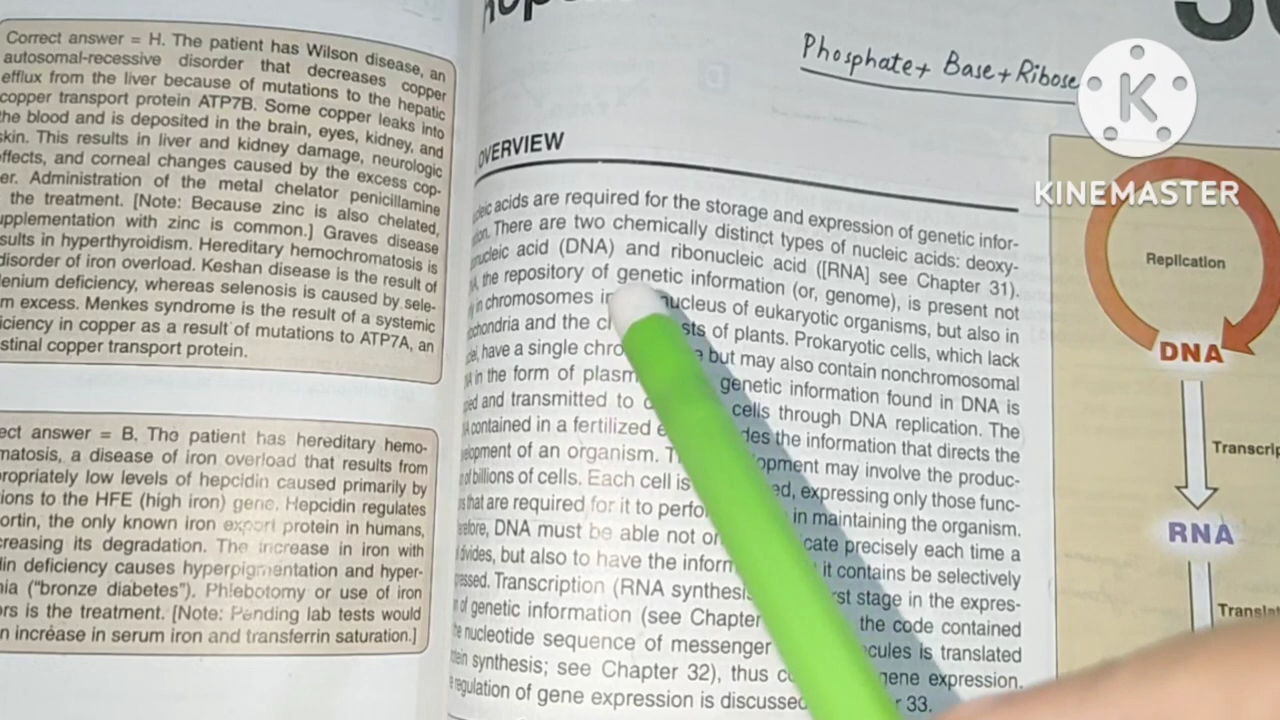 Correct answer = H. The patient has Wilson disease, an
autosomal-recessive disorder that decreases copper
efflux from the liver because of mutations to the hepatic
copper transport protein ATP7B. Some copper leaks into
the blood and is deposited in the brain, eyes, kidney, and
skin. This results in liver and kidney damage, neurologic
effects, and corneal changes caused by the excess cop-
er. Administration of the metal chelator penicillamine
the treatment. [Note: Because zinc is also chelated,
upplementation with zinc is common.] Graves disease
sults in hyperthyroidism. Hereditary hemochromatosis is
disorder of iron overload. Keshan disease is the result of
lenium deficiency, whereas selenosis is caused by sele-
m excess. Menkes syndrome is the result of a systemic
iciency in copper as a result of mutations to ATP7A, an
stinal copper transport protein.
ect answer = B. The patient has hereditary hemo-
matosis, a disease of iron overload that results from
propriately low levels of hepcidin caused primarily by
ions to the HFE (high iron) gene. Hepcidin regulates
ortin, the only known iron export protein in humans,
creasing its degradation. The increase in iron with
din deficiency causes hyperpigmentation and hyper-
nia ("bronze diabetes"). Phlebotomy or use of iron
ors is the treatment. [Note: Pending lab tests would
n increase in serum iron and transferrin saturation.]
Phosphate + Base + Ribose
K
KINEMASTER
OVERVIEW
cleic acids are required for the storage and expression of genetic infor-
tion. There are two chemically distinct types of nucleic acids: deoxy-
nucleic acid (DNA) and ribonucleic acid ([RNA] see Chapter 31).
the repository of genetic information (or, genome), is present not
in chromosomes in nucleus of eukaryotic organisms, but also in
ochondria and the sts of plants. Prokaryotic cells, which lack
have a single chro but may also contain nonchromosomal
in the form of plasm genetic information found in DNA is
and transmitted to cells through DNA replication. The
contained in a fertilized des the information that directs the
elopment of an organism. opment may involve the produc-
of billions of cells. Each cell is ed, expressing only those func-
that are required for it to perfo in maintaining the organism.
erefore, DNA must be able not cate precisely each time a
divides, but also to have the inform it contains be selectively
essed. Transcription (RNA synthesis rst stage in the expres-
of genetic information (see Chapter the code contained
nucleotide sequence of messenger cules is translated
tein synthesis; see Chapter 32), thus gene expression.
regulation of gene expression is discussed r 33.
Replication
DNA
Transcrip
RNA
Translat